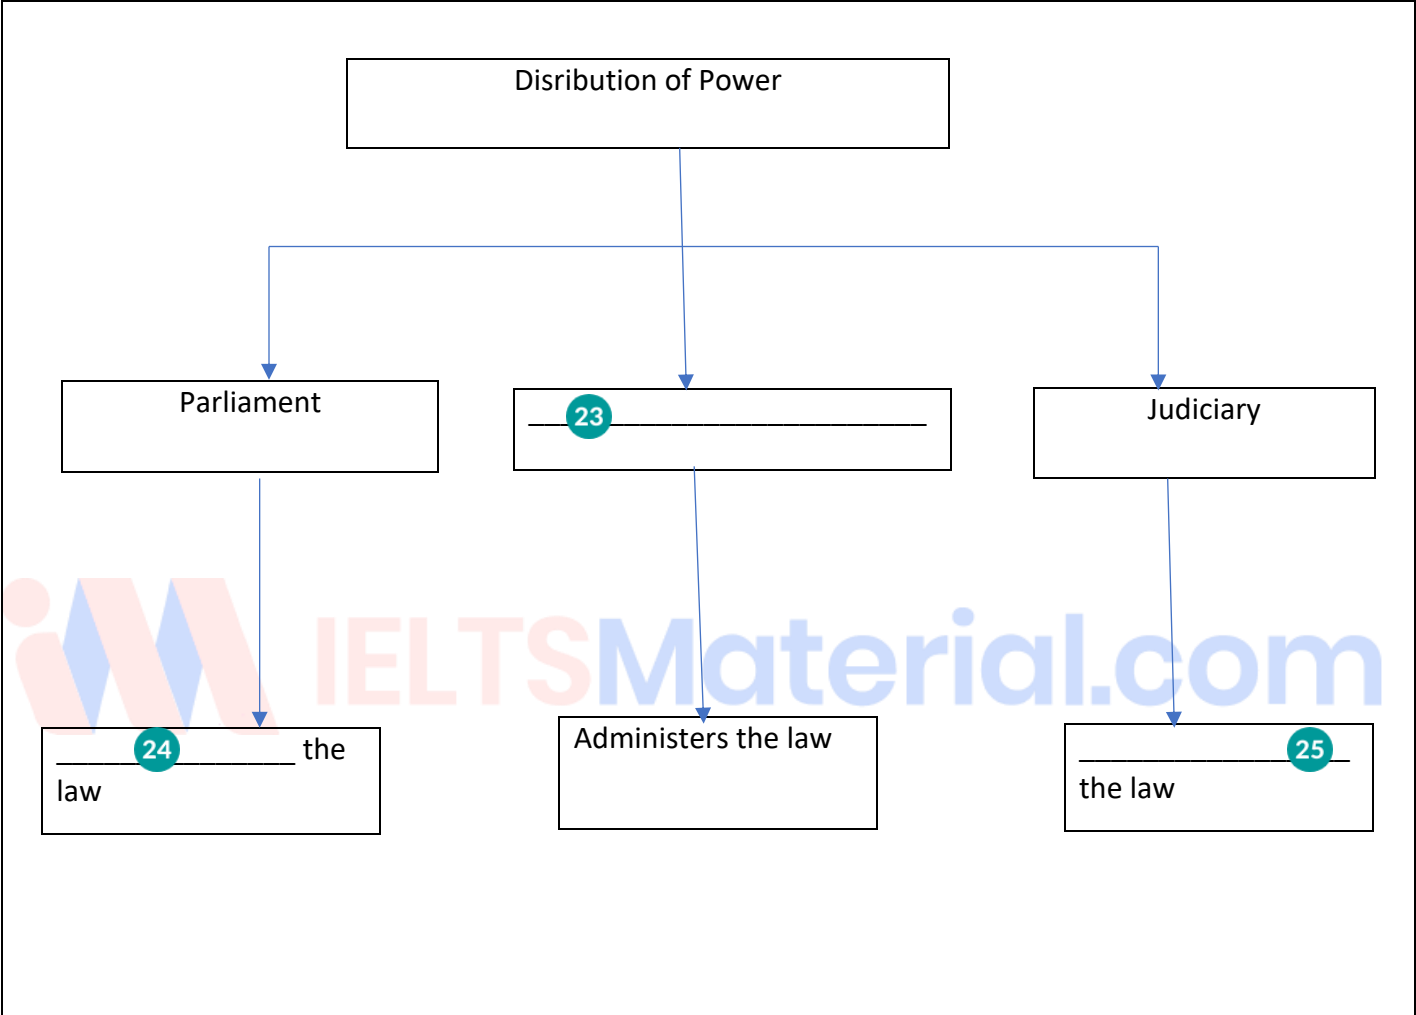 Disribution of Power
Parliament
23
Judiciary
IELTSMaterial.com
24 the
law
Administers the law
25
the law